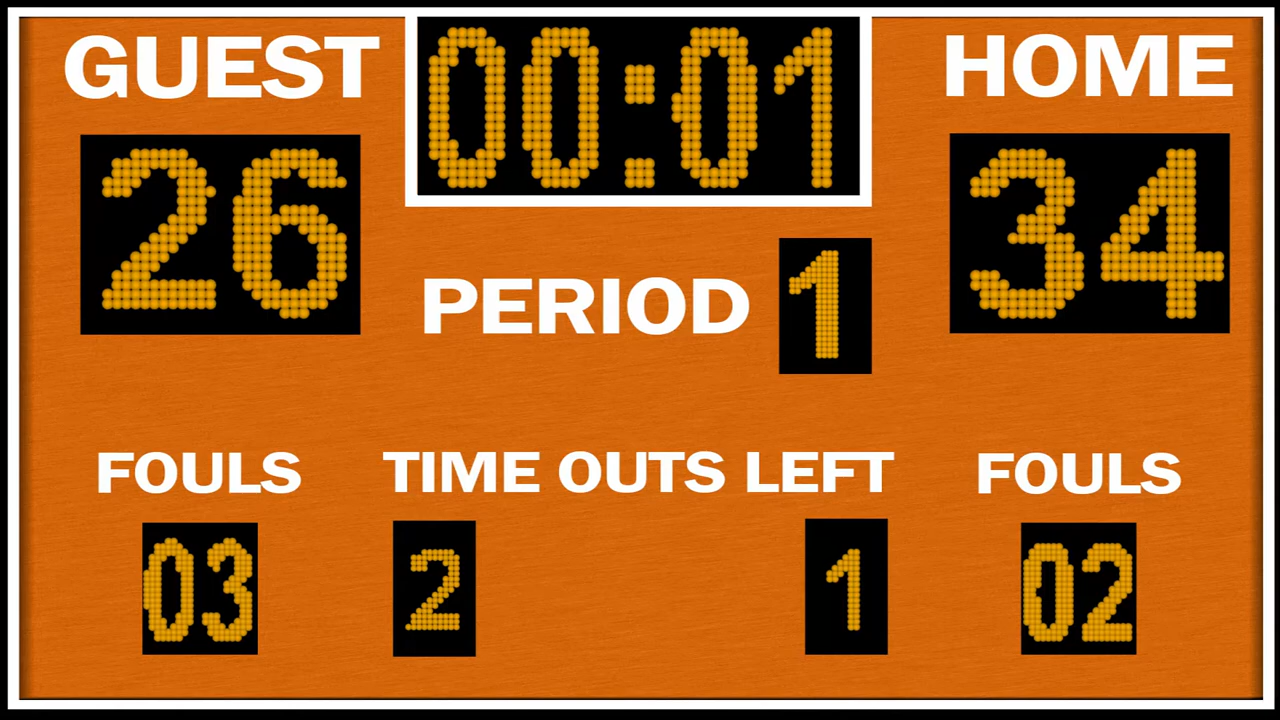 GUEST 00:01 HOME
26 34
PERIOD 1
FOULS TIME OUTS LEFT FOULS
03 2 1 02